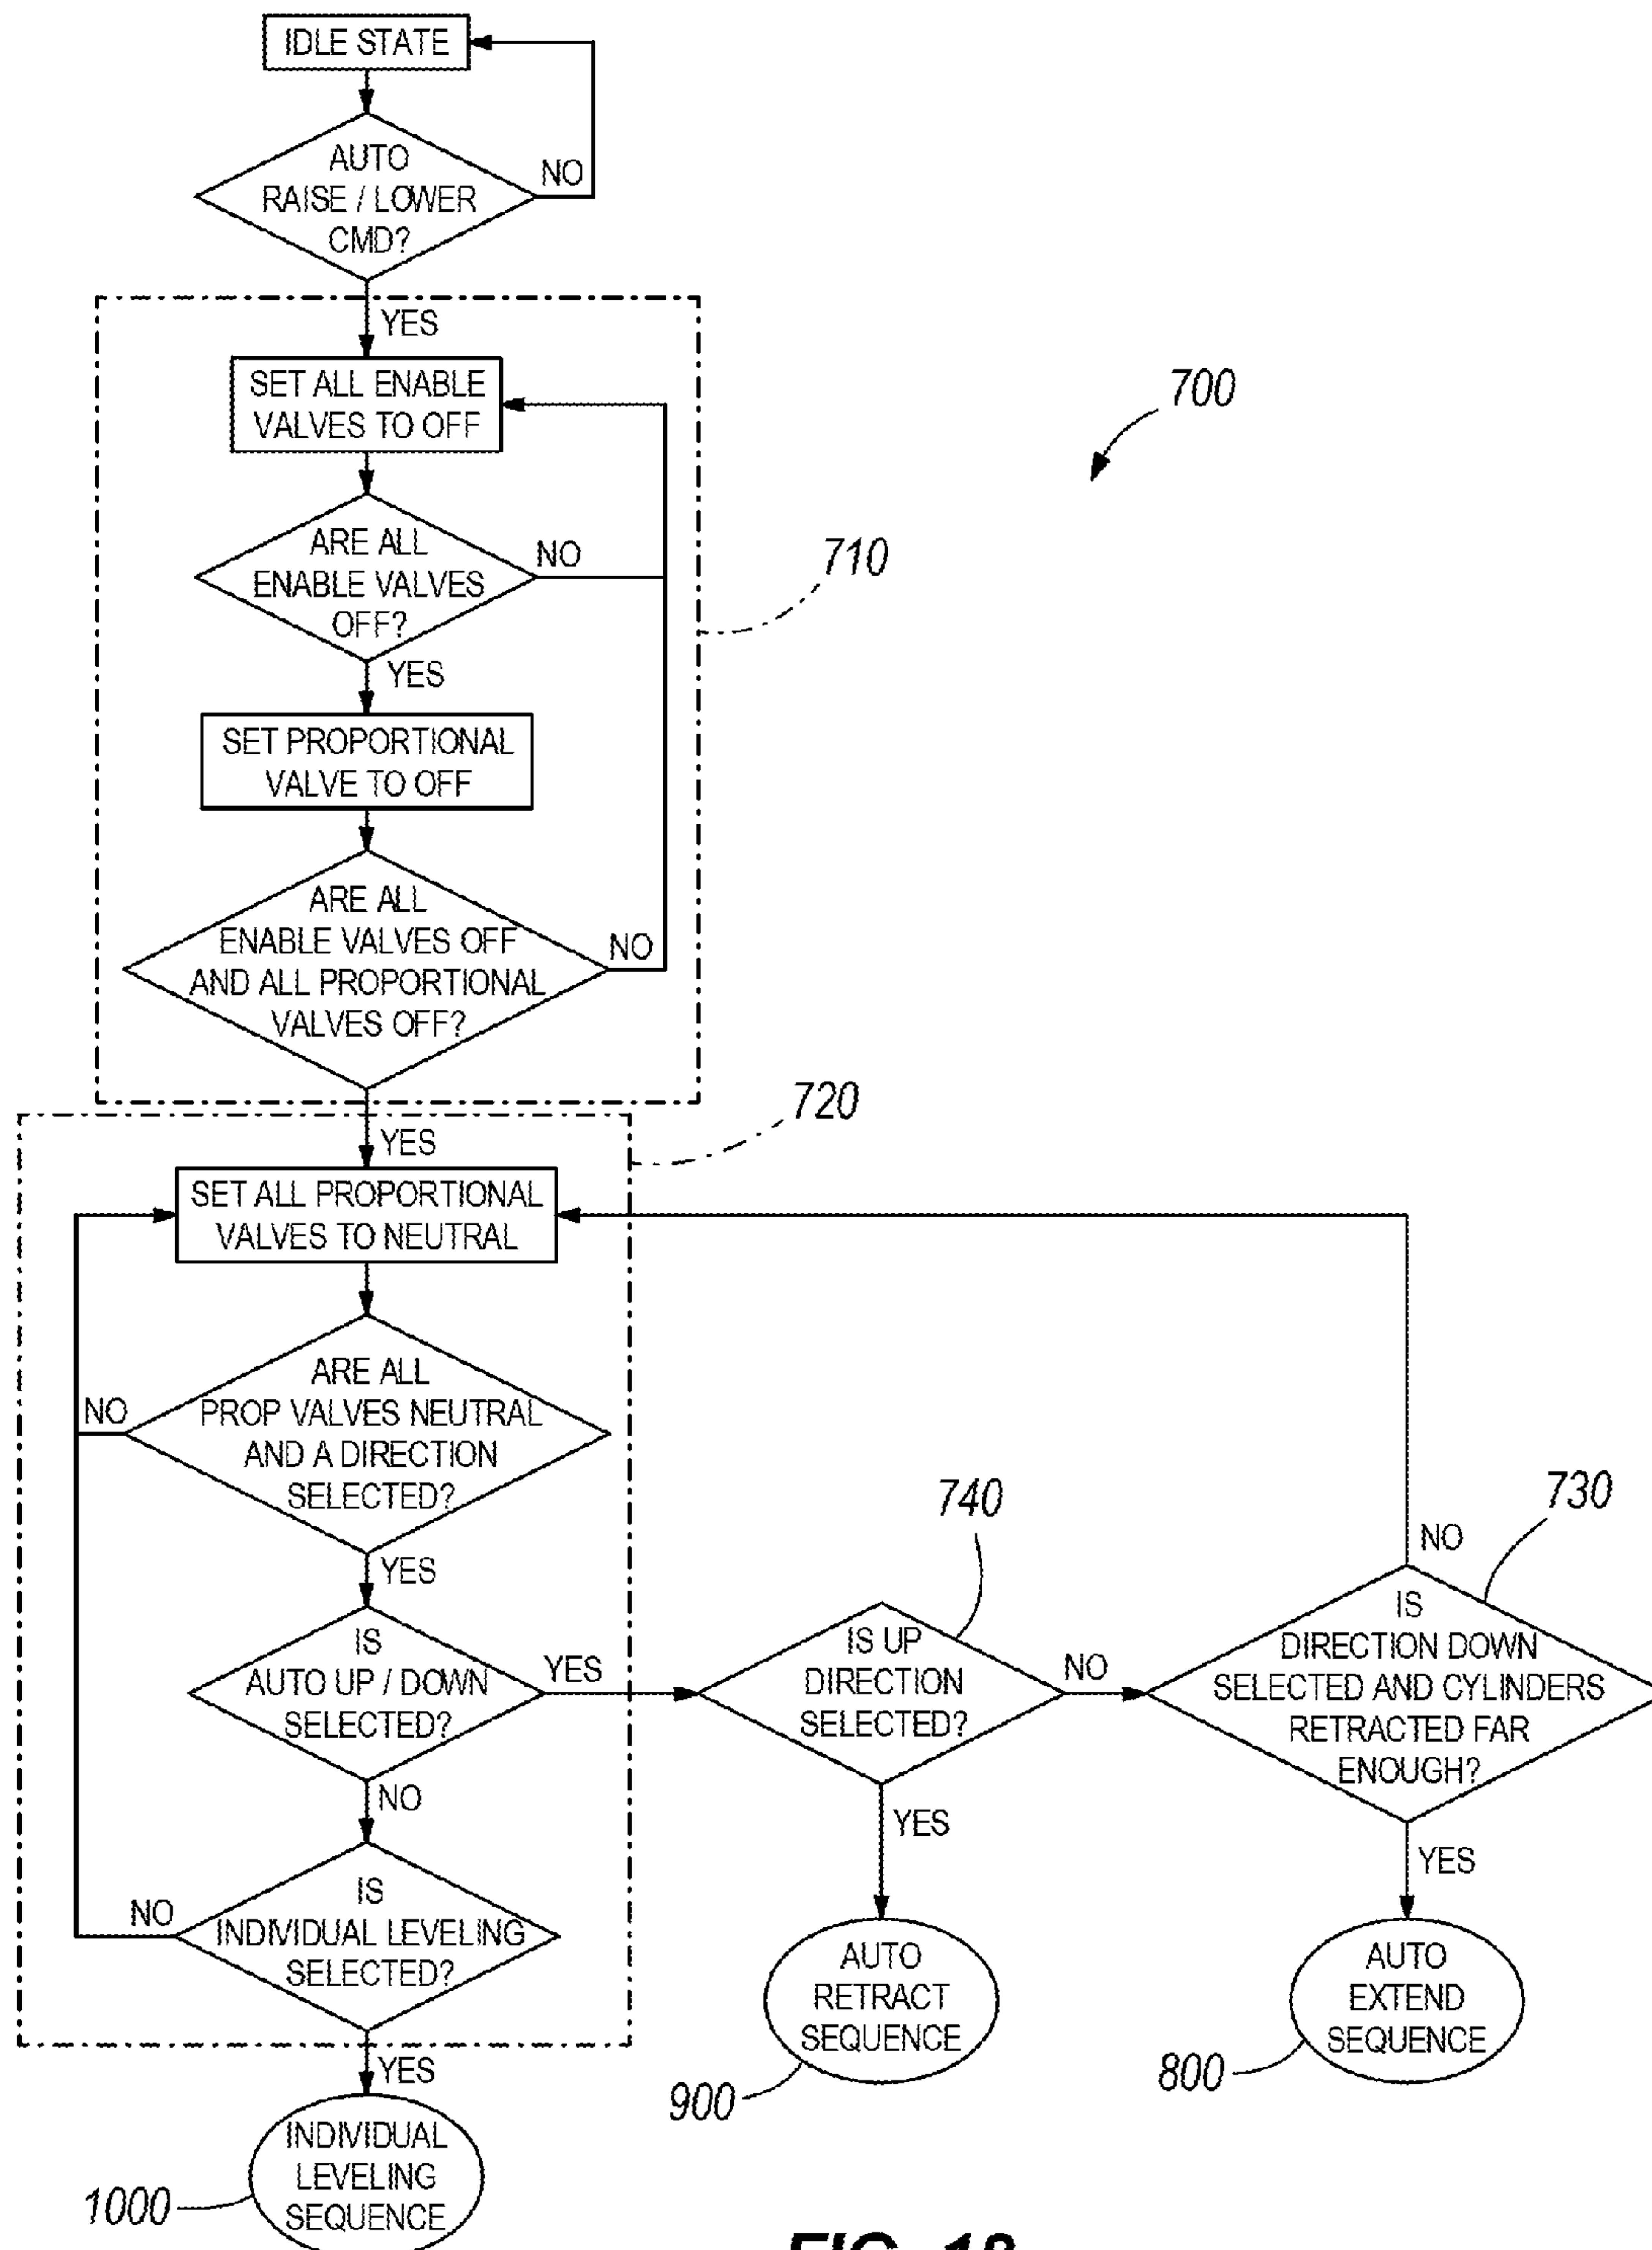 IDLE STATE
AUTO
RAISE / LOWER
CMD?
NO
YES
SET ALL ENABLE
VALVES TO OFF
700
ARE ALL
ENABLE VALVES
OFF?
NO
710
YES
SET PROPORTIONAL
VALVE TO OFF
ARE ALL
ENABLE VALVES OFF
AND ALL PROPORTIONAL
VALVES OFF?
NO
720
YES
SET ALL PROPORTIONAL
VALVES TO NEUTRAL
ARE ALL
PROP VALVES NEUTRAL
AND A DIRECTION
SELECTED?
NO
YES
IS
AUTO UP / DOWN
SELECTED?
YES
740
IS UP
DIRECTION
SELECTED?
NO
730
NO
IS
DIRECTION DOWN
SELECTED AND CYLINDERS
RETRACTED FAR
ENOUGH?
NO
IS
INDIVIDUAL LEVELING
SELECTED?
NO
YES
AUTO
RETRACT
SEQUENCE
900
YES
AUTO
EXTEND
SEQUENCE
800
YES
INDIVIDUAL
LEVELING
SEQUENCE
1000